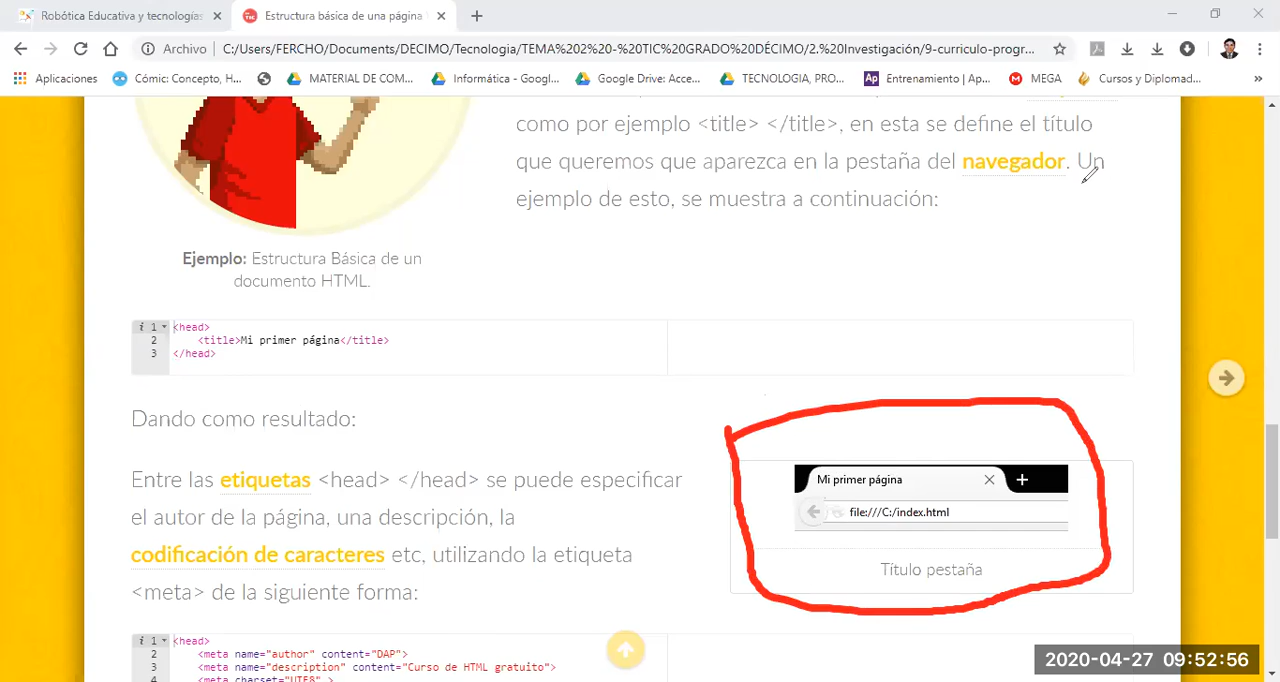 Robótica Educativa y tecnologías
Estructura básica de una página
Archivo
C:/Users/FERCHO/Documents/DECIMO/Tecnologia/TEMA%202%20-%20TIC%20GRADO%20DÉCIMO/2.%20Investigación/9-curriculo-progr...
Aplicaciones
Cómic: Concepto, H...
MATERIAL DE COM...
Informática - Googl...
Google Drive: Acce...
TECNOLOGIA, PRO...
Ap Entrenamiento | Ap...
M MEGA
Cursos y Diplomad...
»
como por ejemplo <title> </title>, en esta se define el título
que queremos que aparezca en la pestaña del navegador. Un
ejemplo de esto, se muestra a continuación:
Ejemplo: Estructura Básica de un
documento HTML.
i 1 <head>
2 <title>Mi primer página</title>
3 </head>
Dando como resultado:
Entre las etiquetas <head> </head> se puede especificar
el autor de la página, una descripción, la
codificación de caracteres etc, utilizando la etiqueta
<meta> de la siguiente forma:
Mi primer página
file:///C:/index.html
Título pestaña
i 1 <head>
2 <meta name="author" content="DAP">
3 <meta name="description" content="Curso de HTML gratuito">
4 <meta charset="UTF8" >
2020-04-27 09:52:56